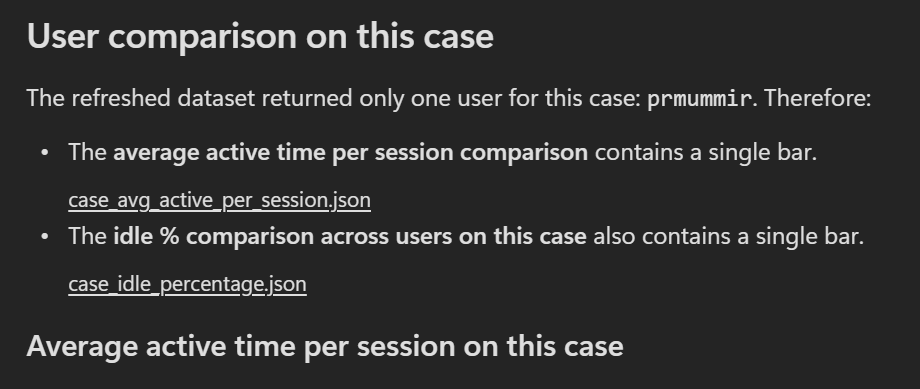 User comparison on this case
The refreshed dataset returned only one user for this case: prmummir. Therefore:
• The average active time per session comparison contains a single bar.
case_avg_active_per_session.json
• The idle % comparison across users on this case also contains a single bar.
case_idle_percentage.json
Average active time per session on this case